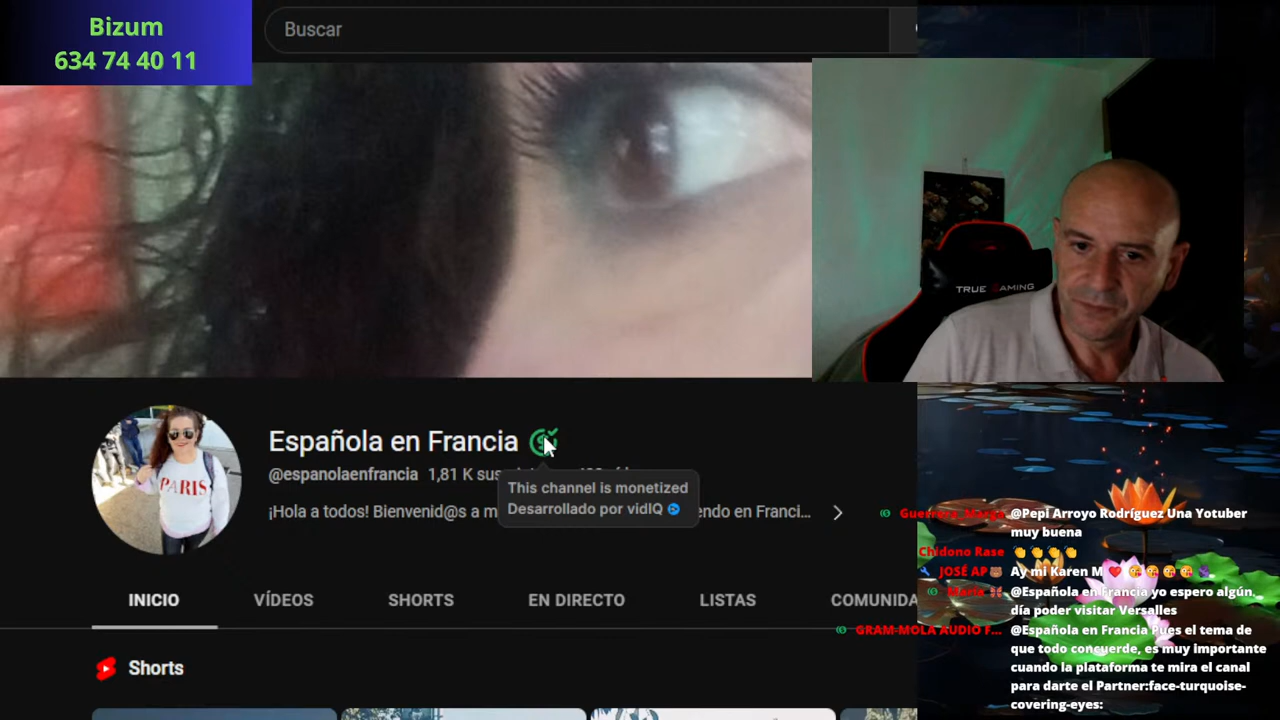 Bizum
634 74 40 11
Buscar
TRUE GAMING
Española en Francia
@espanolaenfrancia 1,81 K sus
This channel is monetized
Desarrollado por vidIQ
¡Hola a todos! Bienvenid@s a m
endo en Franci...
INICIO VÍDEOS SHORTS EN DIRECTO LISTAS COMUNIDA
Shorts
Guerrera_Marga @Pepi Arroyo Rodríguez Una Yotuber
muy buena
Chidono Rase 👏👏👏👏
JOSÉ AP🐻 Ay mi Karen M❤️ 😘😘😘😘🍇
María 🎀 @Española en Francia yo espero algún
día poder visitar Versalles
GRAM-MOLA AUDIO F... @Española en Francia Pues el tema de
que todo concuerde, es muy importante
cuando la plataforma te mira el canal
para darte el Partner:face-turquoise-
covering-eyes: